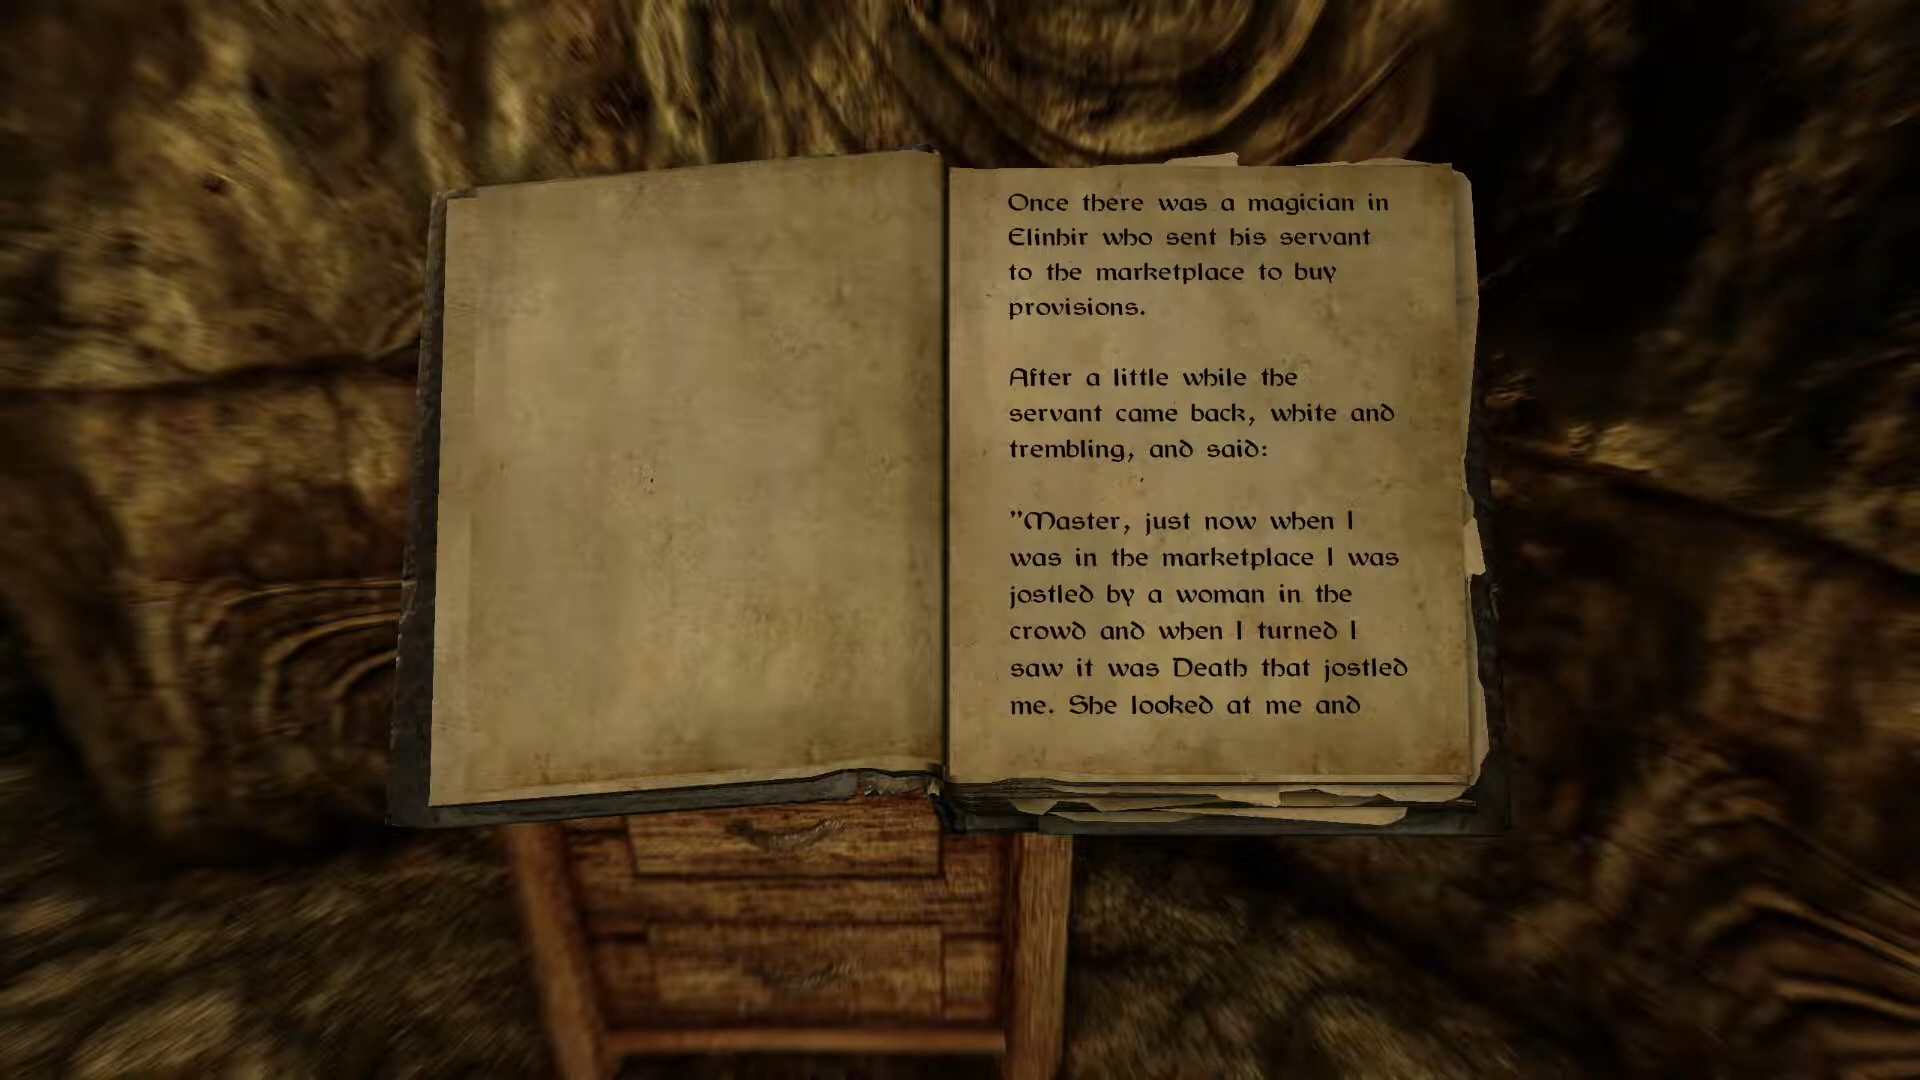 Once there was a magician in
Elinhir who sent his servant
to the marketplace to buy
provisions.
After a little while the
servant came back, white and
trembling, and said:
"Master, just now when I
was in the marketplace I was
jostled by a woman in the
crowd and when I turned I
saw it was Death that jostled
me. She looked at me and